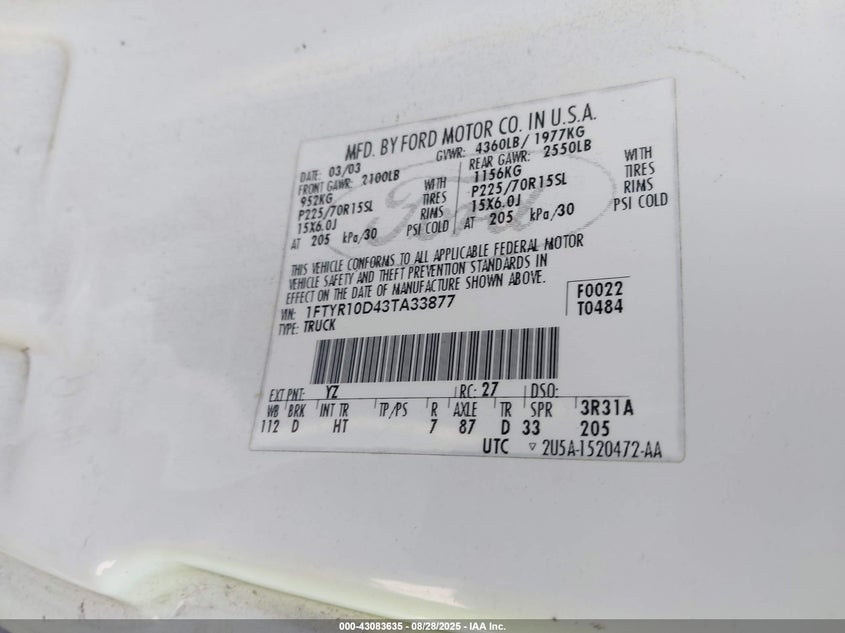 MFD. BY FORD MOTOR CO. IN U.S.A.
DATE: 03/03 GVWR: 4360LB/ 1977KG
FRONT GAWR: 2100LB REAR GAWR: 2550LB
952KG WITH 1156KG WITH
P225/70R15SL TIRES P225/70R15SL TIRES
15X6.0J RIMS 15X6.0J RIMS
AT 205 kPa/30 PSI COLD AT 205 kPa/30 PSI COLD
Ford
THIS VEHICLE CONFORMS TO ALL APPLICABLE FEDERAL MOTOR
VEHICLE SAFETY AND THEFT PREVENTION STANDARDS IN
EFFECT ON THE DATE OF MANUFACTURE SHOWN ABOVE.
VIN: 1FTYR10D43TA33877 F0022
TYPE: TRUCK T0484
EXT PNT: YZ RC: 27 DSO:
WB BRK INT TR TP/PS R AXLE TR SPR 3R31A
112 D HT 7 87 D 33 205
UTC ▽ 2U5A-1520472-AA
000-43083635 - 08/28/2025 - IAA Inc.